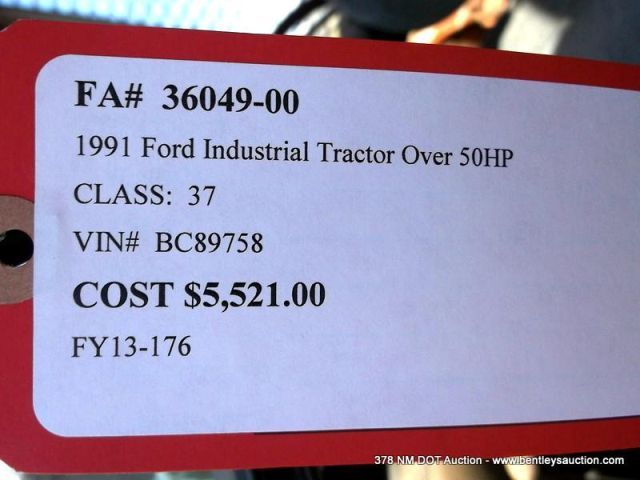 FA# 36049-00
1991 Ford Industrial Tractor Over 50HP
CLASS: 37
VIN# BC89758
COST $5,521.00
FY13-176
378 NM DOT Auction - www.bentleysauction.com